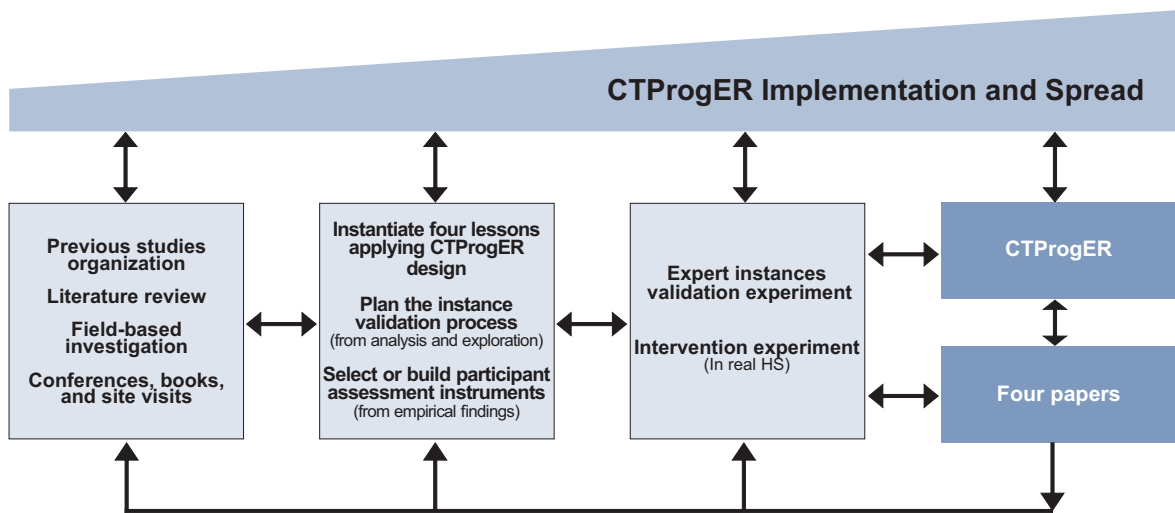 CTProgER Implementation and Spread
Previous studies
organization
Literature review
Field-based
investigation
Conferences, books,
and site visits
Instantiate four lessons
applying CTProgER
design
Plan the instance
validation process
(from analysis and exploration)
Select or build participant
assessment instruments
(from empirical findings)
Expert instances
validation experiment
Intervention experiment
(In real HS)
CTProgER
Four papers